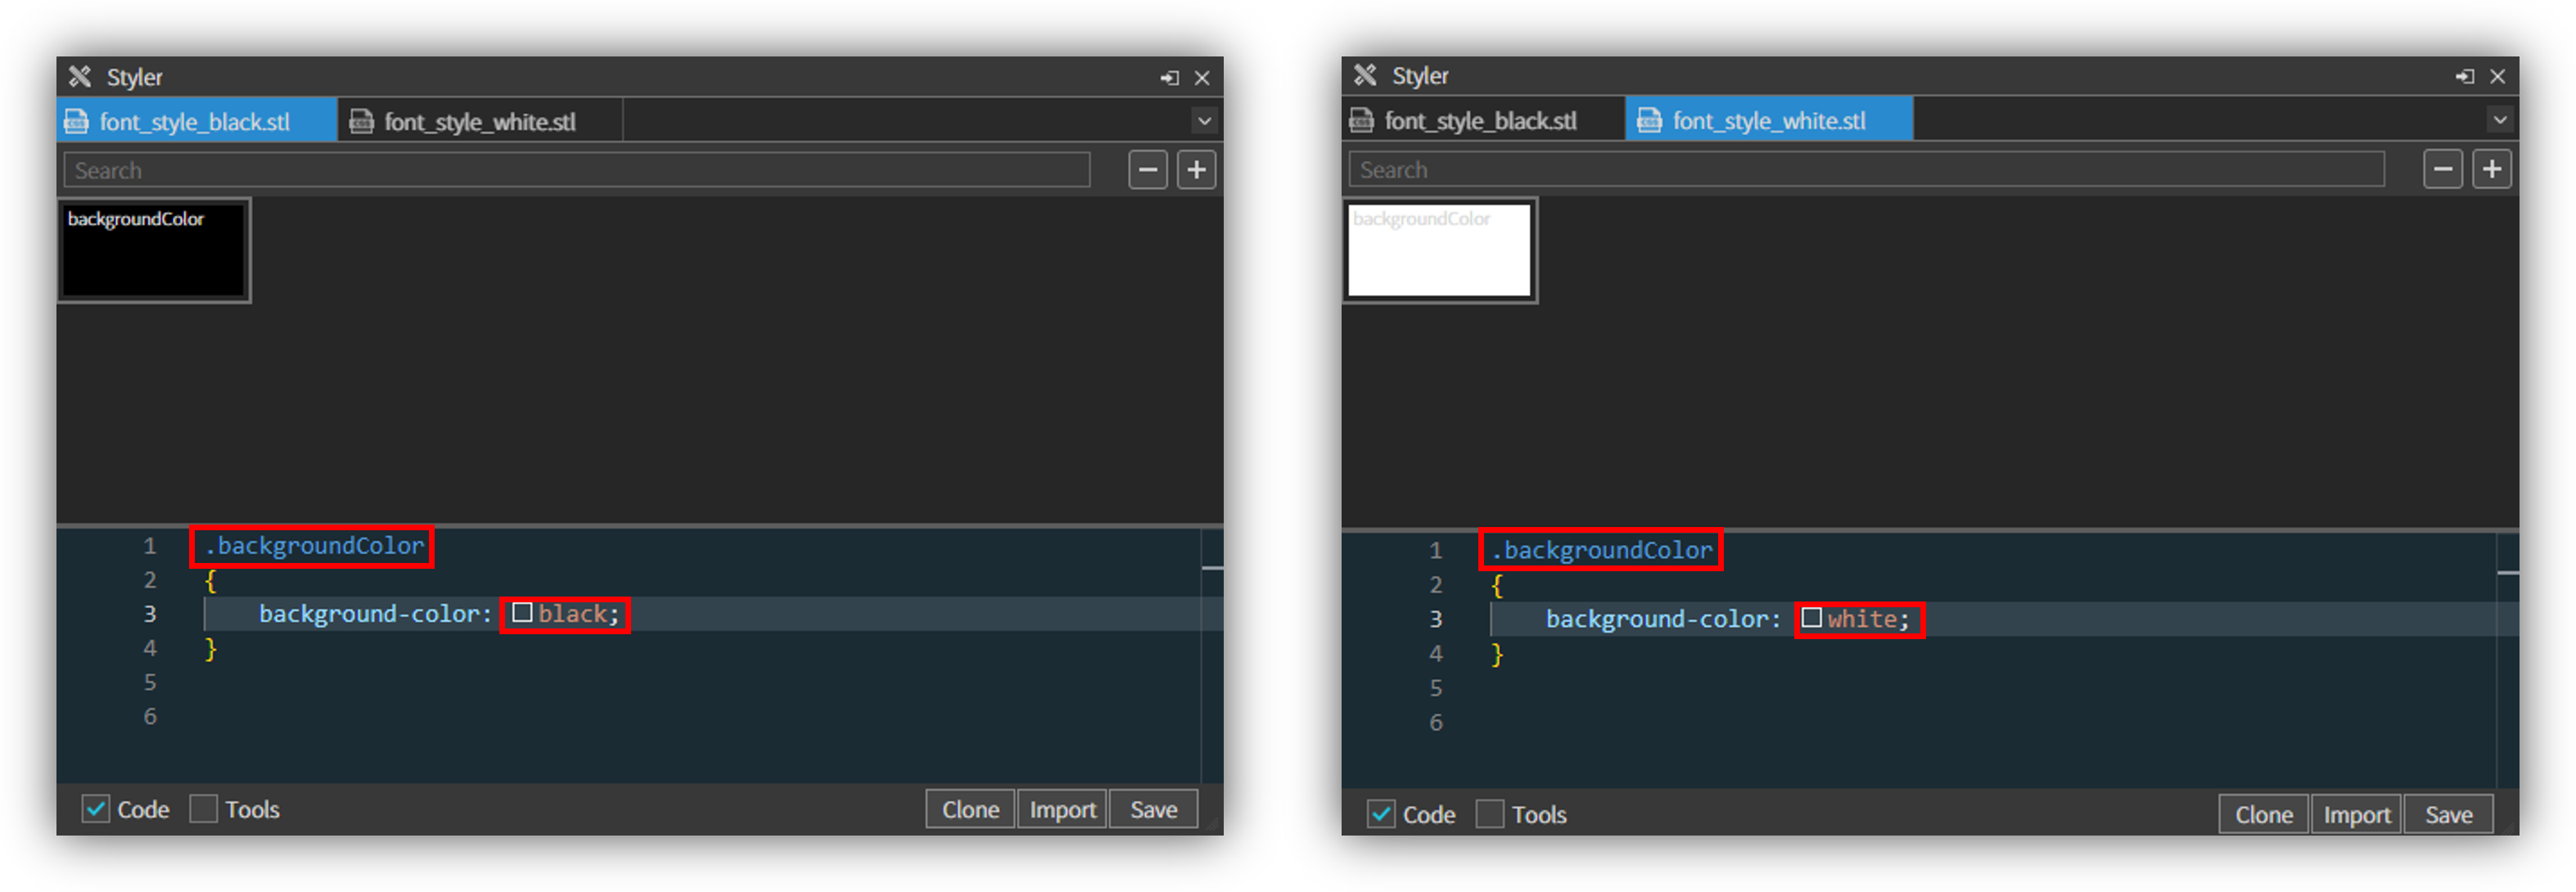 Styler
font_style_black.stl font_style_white.stl
Search
backgroundColor
1 .backgroundColor
2 {
3 background-color: black;
4 }
5
6
Code Tools Clone Import Save
Styler
font_style_black.stl font_style_white.stl
Search
backgroundColor
1 .backgroundColor
2 {
3 background-color: white;
4 }
5
6
Code Tools Clone Import Save